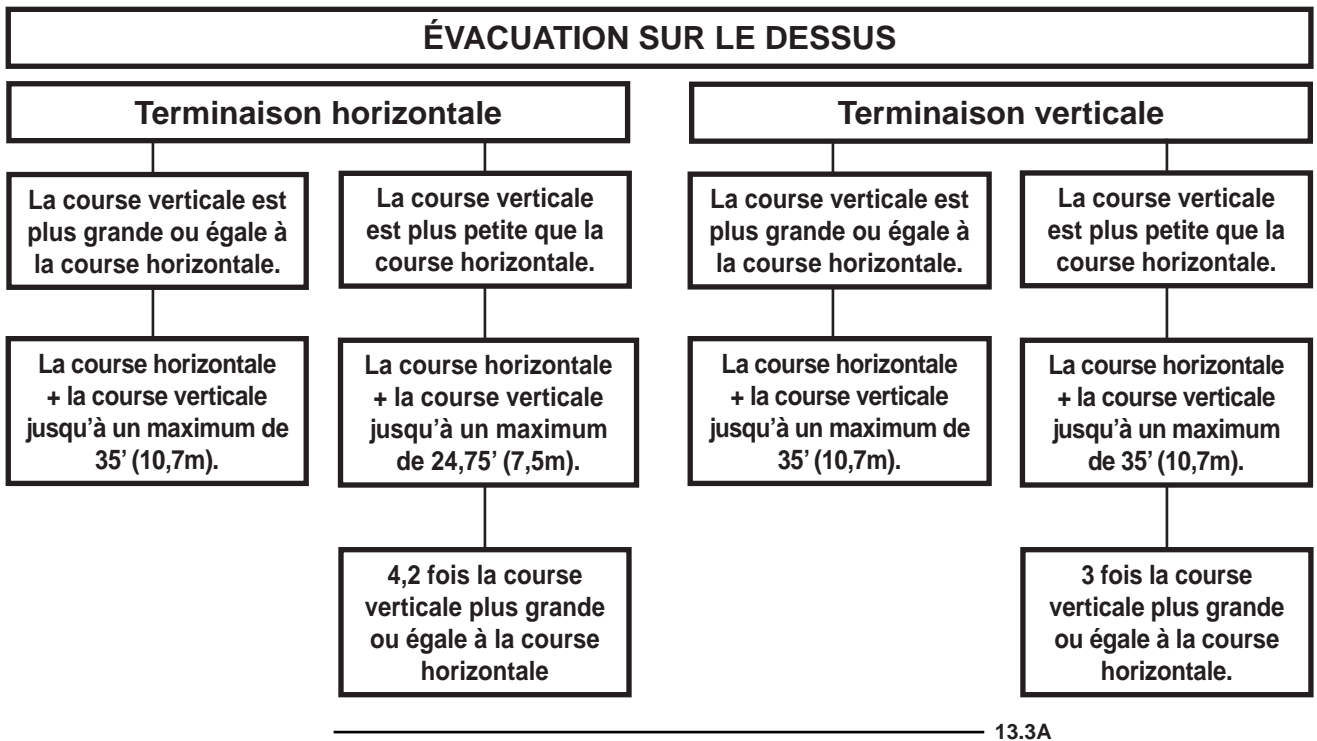 ÉVACUATION SUR LE DESSUS
Terminaison horizontale
La course verticale est
plus grande ou égale à
la course horizontale.
La course horizontale
+ la course verticale
jusqu’à un maximum de
35’ (10,7m).
La course verticale
est plus petite que la
course horizontale.
La course horizontale
+ la course verticale
jusqu’à un maximum
de 24,75’ (7,5m).
4,2 fois la course
verticale plus grande
ou égale à la course
horizontale
Terminaison verticale
La course verticale est
plus grande ou égale à
la course horizontale.
La course horizontale
+ la course verticale
jusqu’à un maximum de
35’ (10,7m).
La course verticale
est plus petite que la
course horizontale.
La course horizontale
+ la course verticale
jusqu’à un maximum
de 35’ (10,7m).
3 fois la course
verticale plus grande
ou égale à la course
horizontale.
13.3A